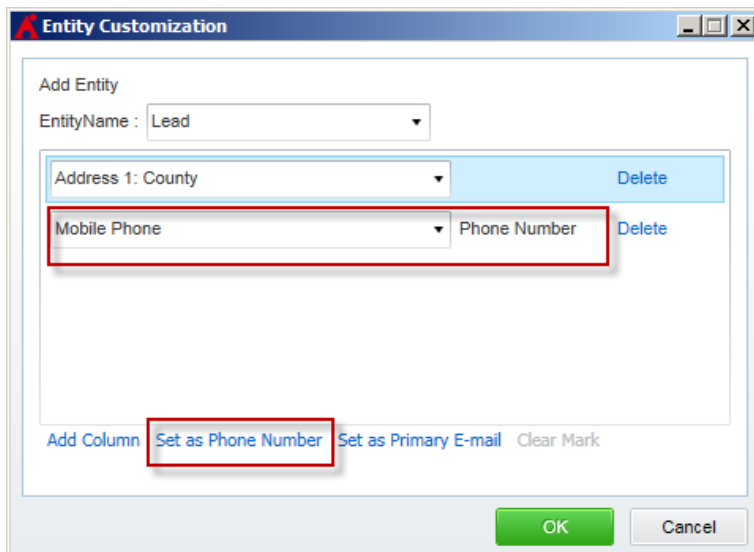 Entity Customization
Add Entity
EntityName : Lead
Address 1: County Delete
Mobile Phone Phone Number Delete
Add Column Set as Phone Number Set as Primary E-mail Clear Mark
OK Cancel